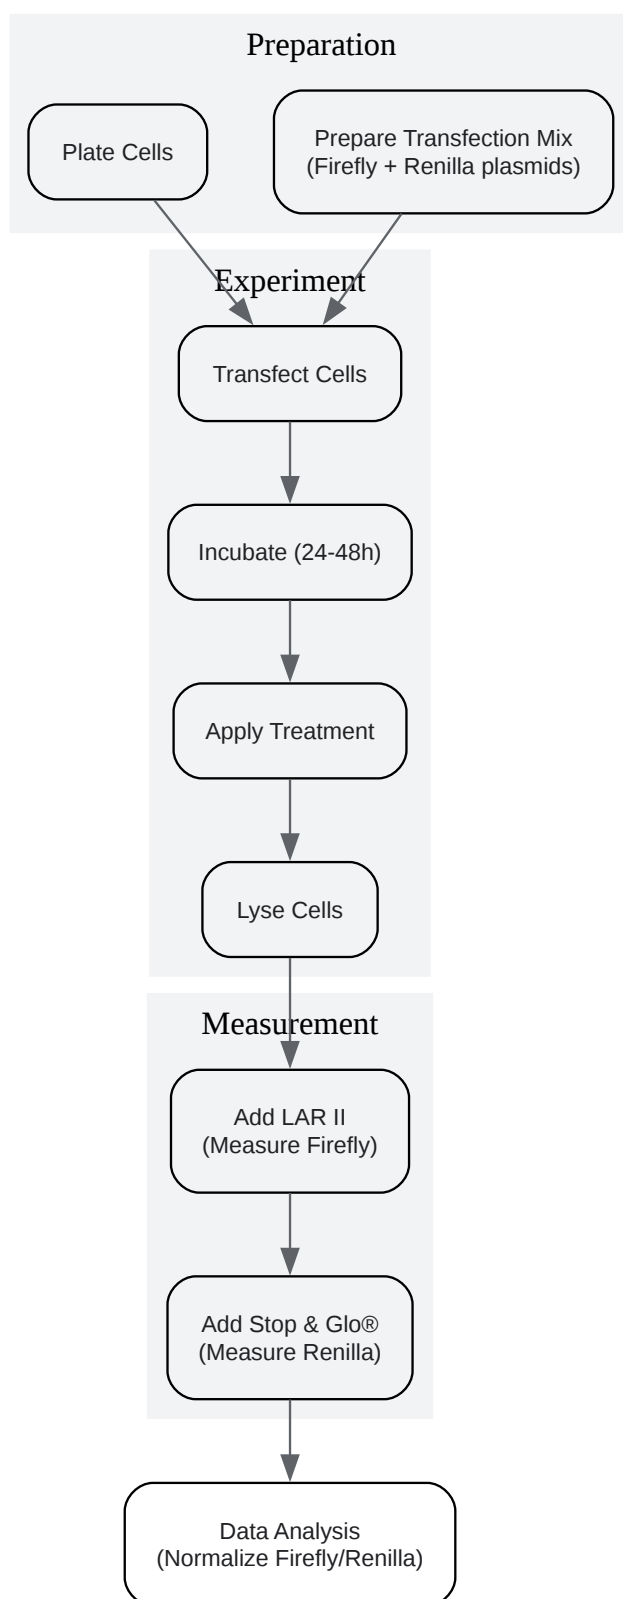 Preparation
Plate Cells
Prepare Transfection Mix
(Firefly + Renilla plasmids)
Experiment
Transfect Cells
Incubate (24-48h)
Apply Treatment
Lyse Cells
Measurement
Add LAR II
(Measure Firefly)
Add Stop & Glo®
(Measure Renilla)
Data Analysis
(Normalize Firefly/Renilla)